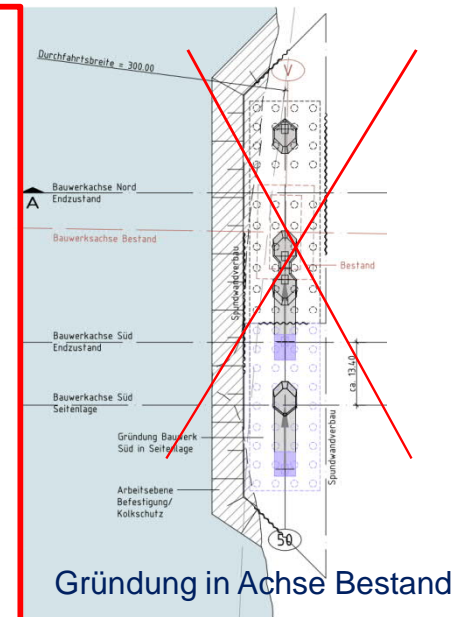 Durchfahrtsbreite = 300.00
V
Bauwerkachse Nord
Endzustand
A
Bauwerksachse Bestand
Bestand
Spundwandverbau
Bauwerkachse Süd
Endzustand
ca. 13.40
Bauwerkachse Süd
Seitenlage
Gründung Bauwerk
Süd in Seitenlage
Spundwandverbau
Arbeitsebene
Befestigung/
Kolkschutz
50
Gründung in Achse Bestand